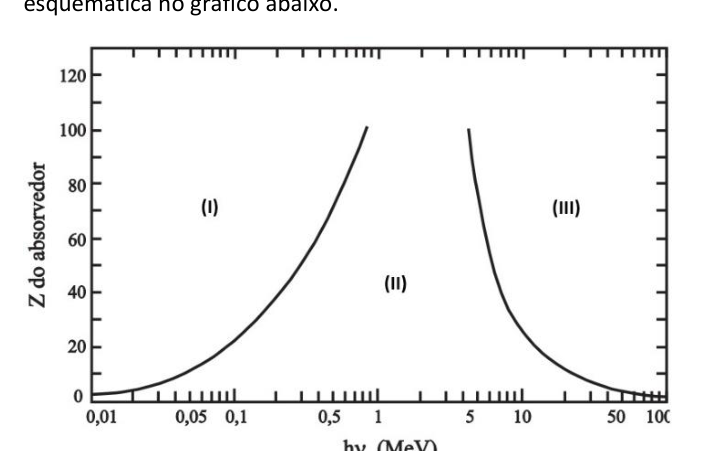 esquemática no gráfico abaixo.
120
100
80
60
40
20
0
Z do absorvedor
(I)
(II)
(III)
0,01 0,05 0,1 0,5 1 5 10 50 100
hν (MeV)